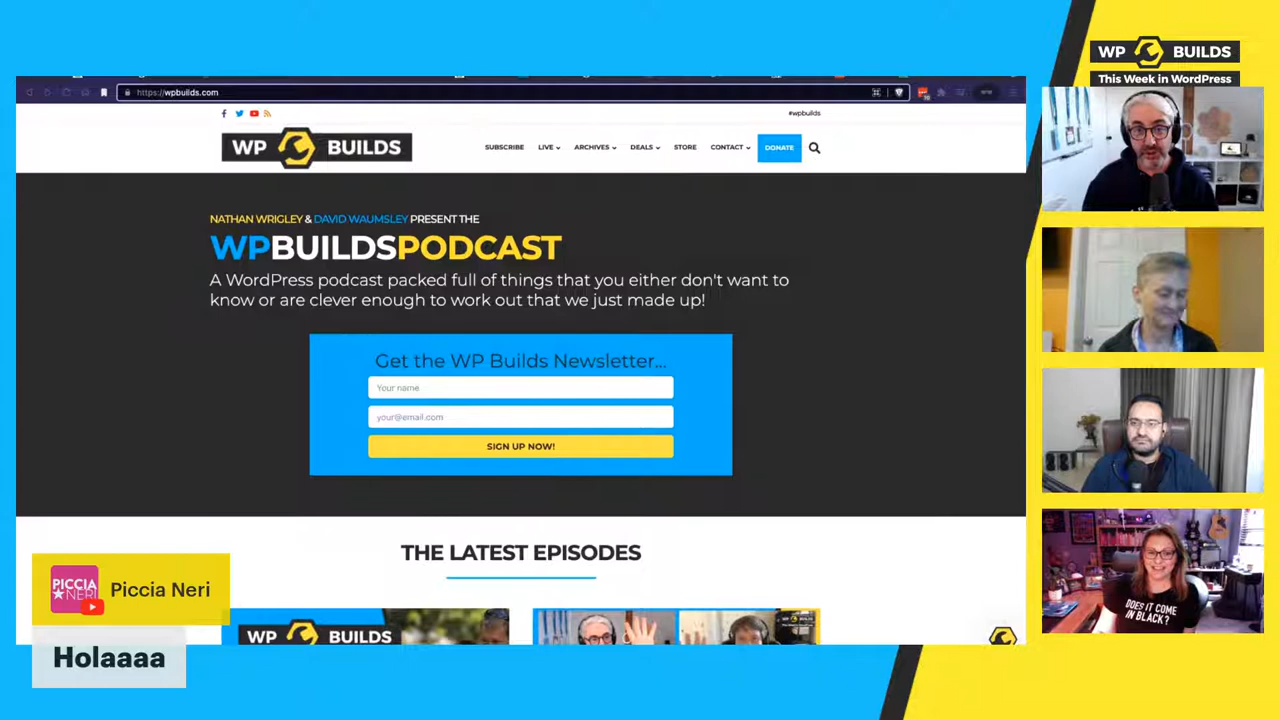 WP BUILDS
This Week in WordPress
https://wpbuilds.com
#wpbuilds
WP BUILDS
SUBSCRIBE LIVE ARCHIVES DEALS STORE CONTACT DONATE
NATHAN WRIGLEY & DAVID WAUMSLEY PRESENT THE
WPBUILDSPODCAST
A WordPress podcast packed full of things that you either don't want to
know or are clever enough to work out that we just made up!
Get the WP Builds Newsletter...
Your name
your@email.com
SIGN UP NOW!
THE LATEST EPISODES
WP BUILDS
PICCIA
NERI
Piccia Neri
Holaaaa
DOES IT COME
IN BLACK?